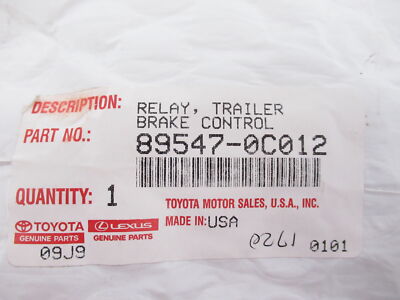 DESCRIPTION: RELAY, TRAILER
BRAKE CONTROL
PART NO.: 89547-0C012
QUANTITY: 1
TOYOTA MOTOR SALES, U.S.A., INC.
TOYOTA LEXUS
GENUINE PARTS GENUINE PARTS
MADE IN: USA
09J9
0101